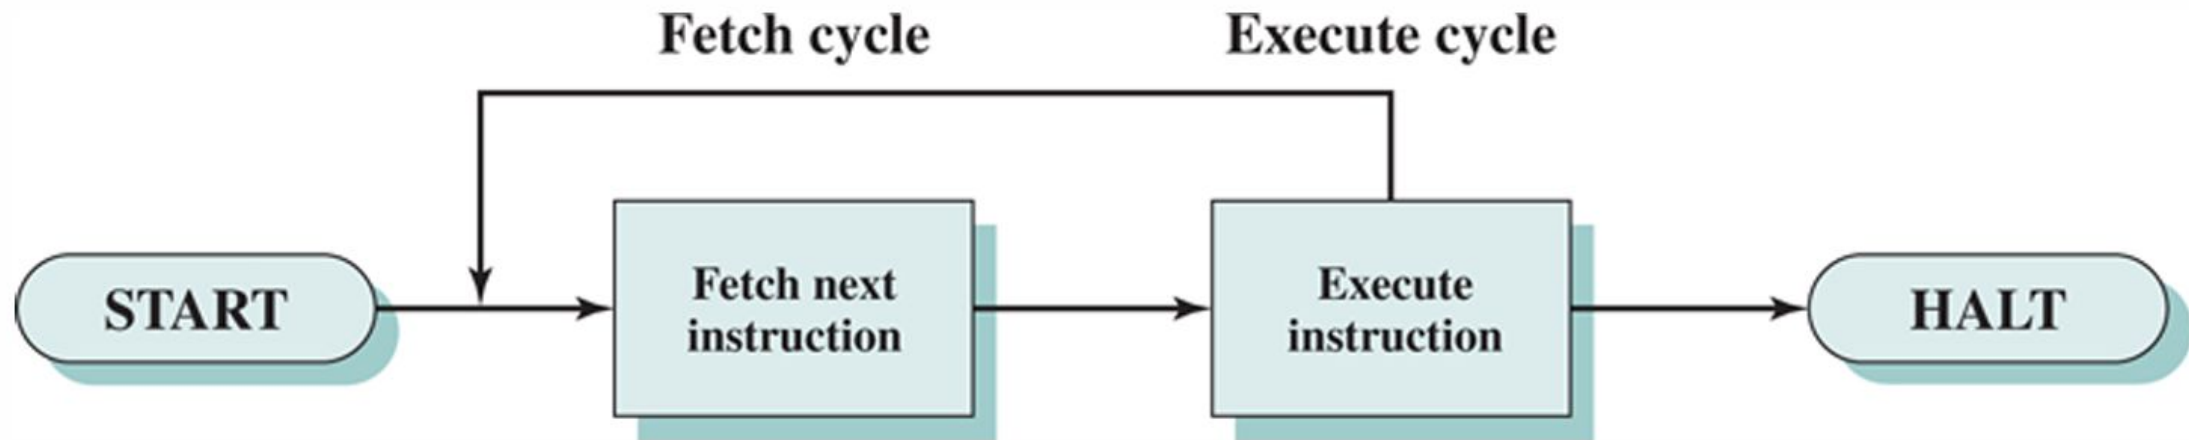 Fetch cycle
Execute cycle
START
Fetch next
instruction
Execute
instruction
HALT